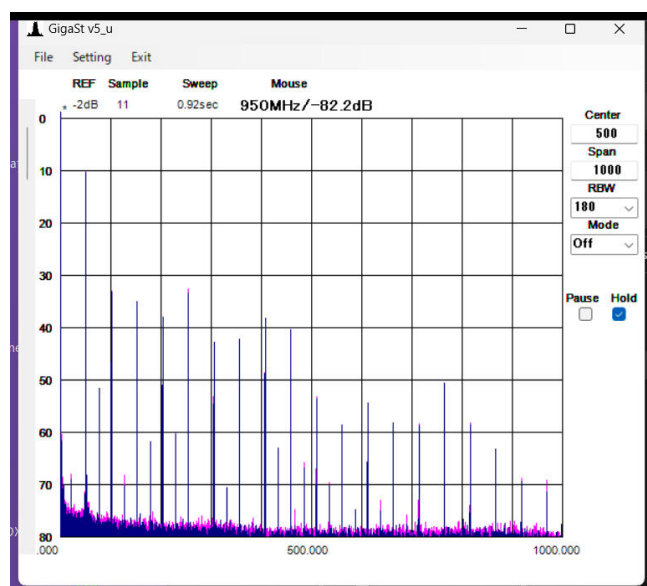 GigaSt v5_u
File Setting Exit
REF Sample Sweep Mouse
* -2dB 11 0.92sec 950MHz/-82.2dB
0
10
20
30
40
50
60
70
80
.000 500.000 1000.000
Center
500
Span
1000
RBW
180
Mode
Off
Pause Hold